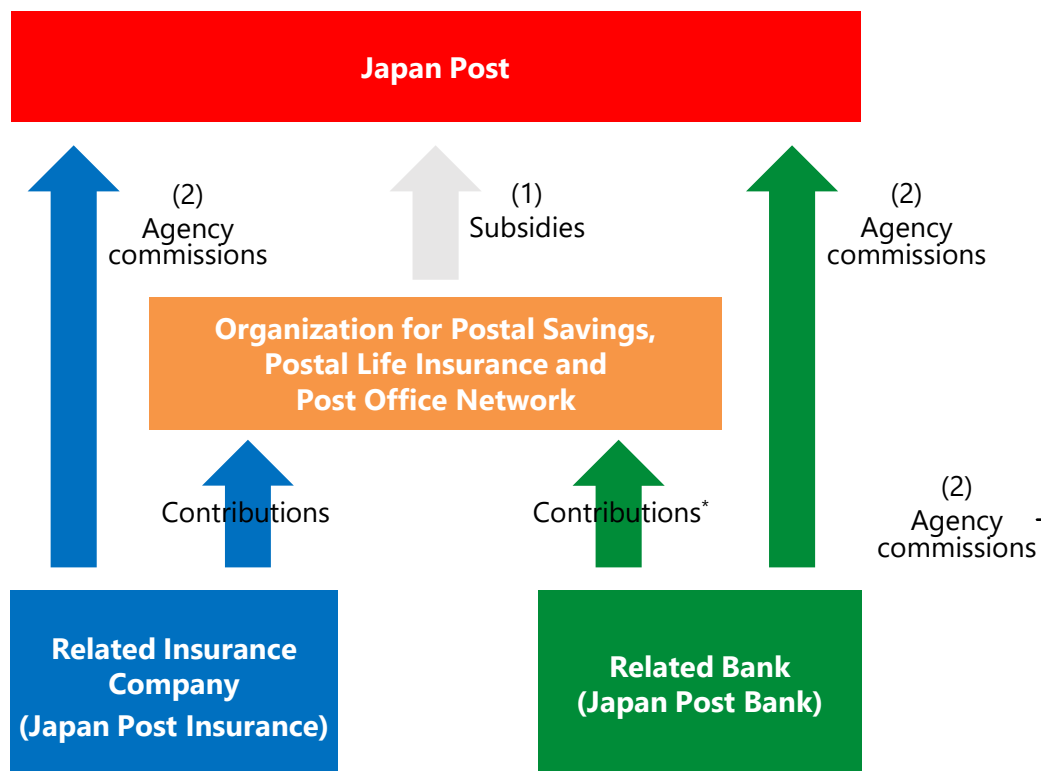 Japan Post
(2)
Agency
commissions
(1)
Subsidies
(2)
Agency
commissions
Organization for Postal Savings,
Postal Life Insurance and
Post Office Network
Contributions
Contributions*
(2)
Agency
commissions
Related Insurance
Company
(Japan Post Insurance)
Related Bank
(Japan Post Bank)